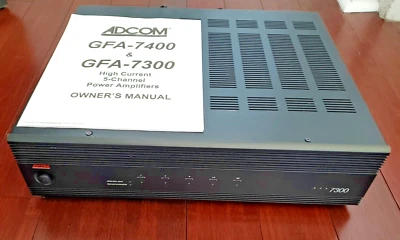 ADCOM
GFA-7400
&
GFA-7300
High Current
5-Channel
Power Amplifiers
OWNER'S MANUAL
7300